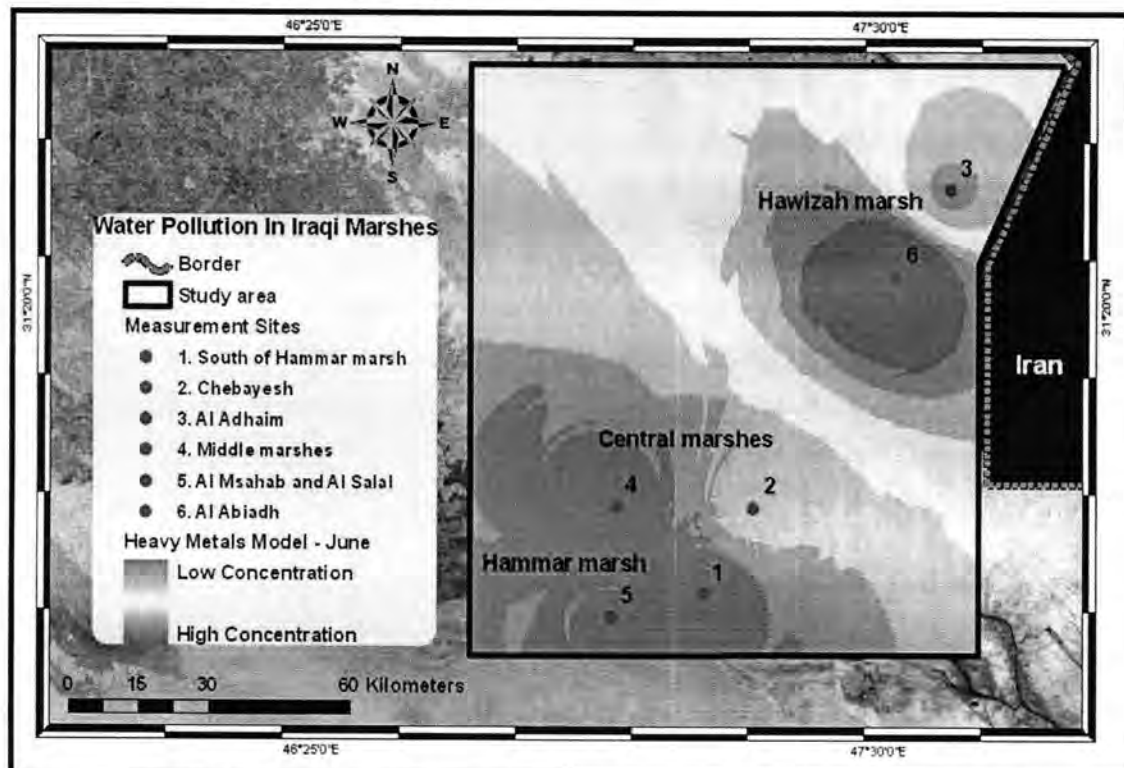 46°25'0"E
47°30'0"E
N
W
E
S
3
Hawizah marsh
6
Water Pollution In Iraqi Marshes
Border
Study area
Measurement Sites
1. South of Hammar marsh
2. Chebayesh
3. Al Adhaim
4. Middle marshes
5. Al Msahab and Al Salal
6. Al Abiadh
Heavy Metals Model - June
Low Concentration
High Concentration
31°20'0"N
31°20'0"N
Iran
Central marshes
4
2
Hammar marsh
1
5
0 15 30 60 Kilometers
46°25'0"E
47°30'0"E